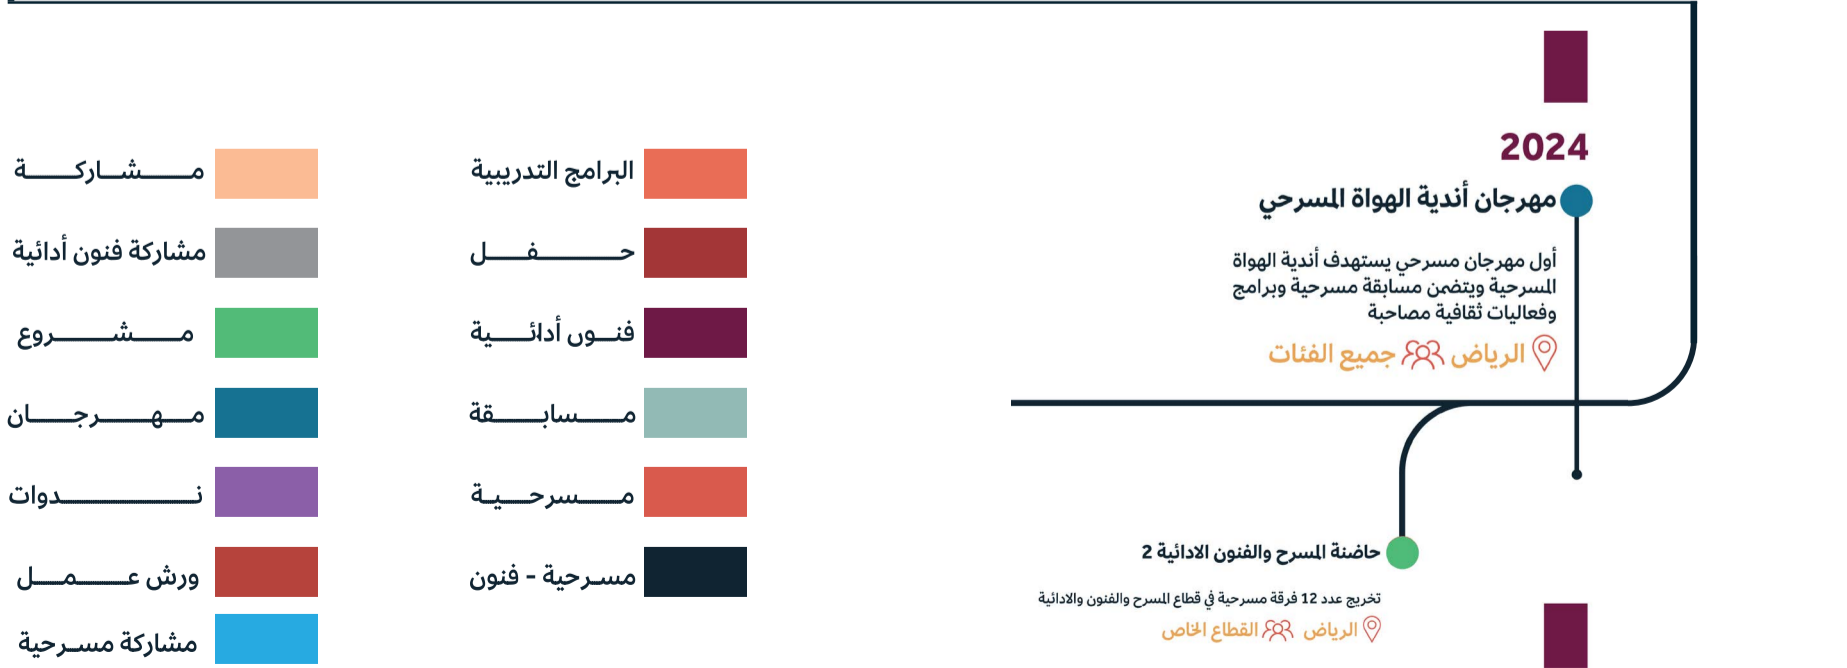 2024
مهرجان أندية الهواة المسرحي
أول مهرجان مسرحي يستهدف أندية الهواة
المسرحية ويتضمن مسابقة مسرحية وبرامج
وفعاليات ثقافية مصاحبة
الرياض جميع الفئات
حاضنة المسرح والفنون الادائية 2
تخريج عدد 12 فرقة مسرحية في قطاع المسرح والفنون والادائية
الرياض القطاع الخاص
البرامج التدريبية
حفل
فنون أدائية
مسابقة
مسرحية
مسرحية - فنون
مشاركة
مشاركة فنون أدائية
مشروع
مهرجان
ندوات
ورش عمل
مشاركة مسرحية